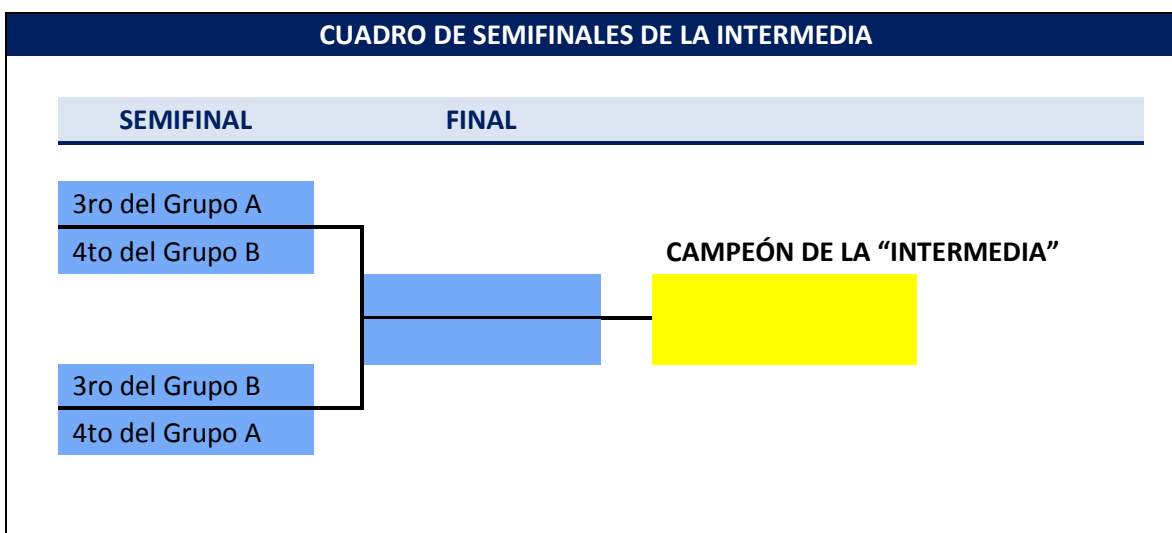 CUADRO DE SEMIFINALES DE LA INTERMEDIA
SEMIFINAL FINAL
3ro del Grupo A
4to del Grupo B
CAMPEÓN DE LA “INTERMEDIA”
3ro del Grupo B
4to del Grupo A